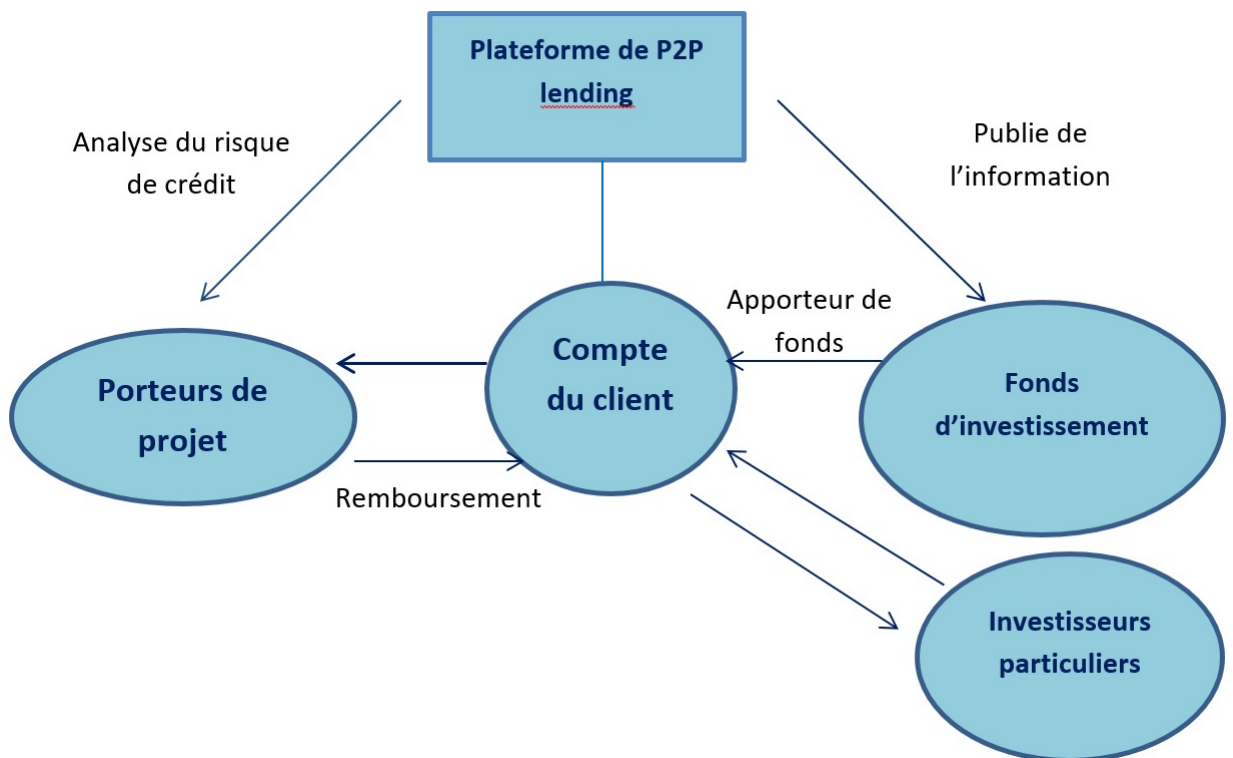 Plateforme de P2P
lending
Analyse du risque
de crédit
Publie de
l’information
Apporteur de
fonds
Porteurs de
projet
Compte
du client
Fonds
d’investissement
Remboursement
Investisseurs
particuliers